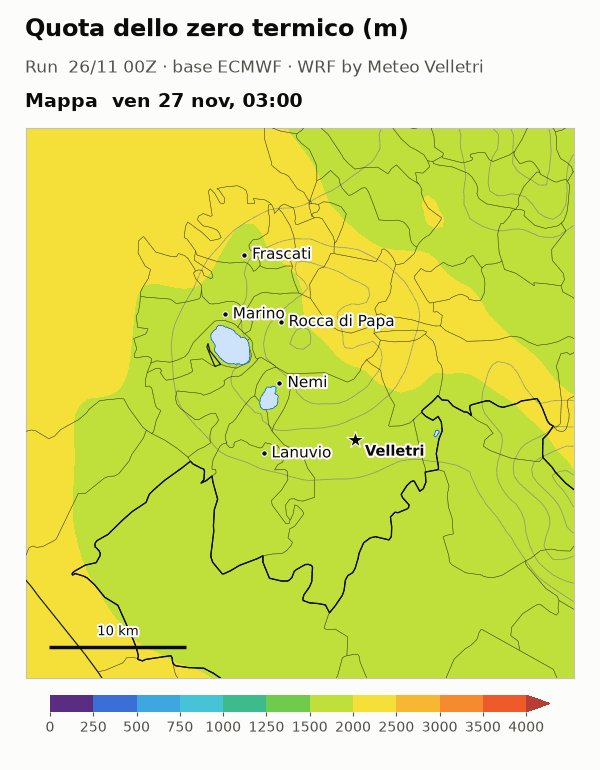 Quota dello zero termico (m)
Run  26/11 00Z · base ECMWF · WRF by Meteo Velletri
Mappa  ven 27 nov, 03:00
Frascati
Marino
Rocca di Papa
Nemi
Velletri
Lanuvio
10 km
0 250 500 750 1000 1250 1500 2000 2500 3000 3500 4000